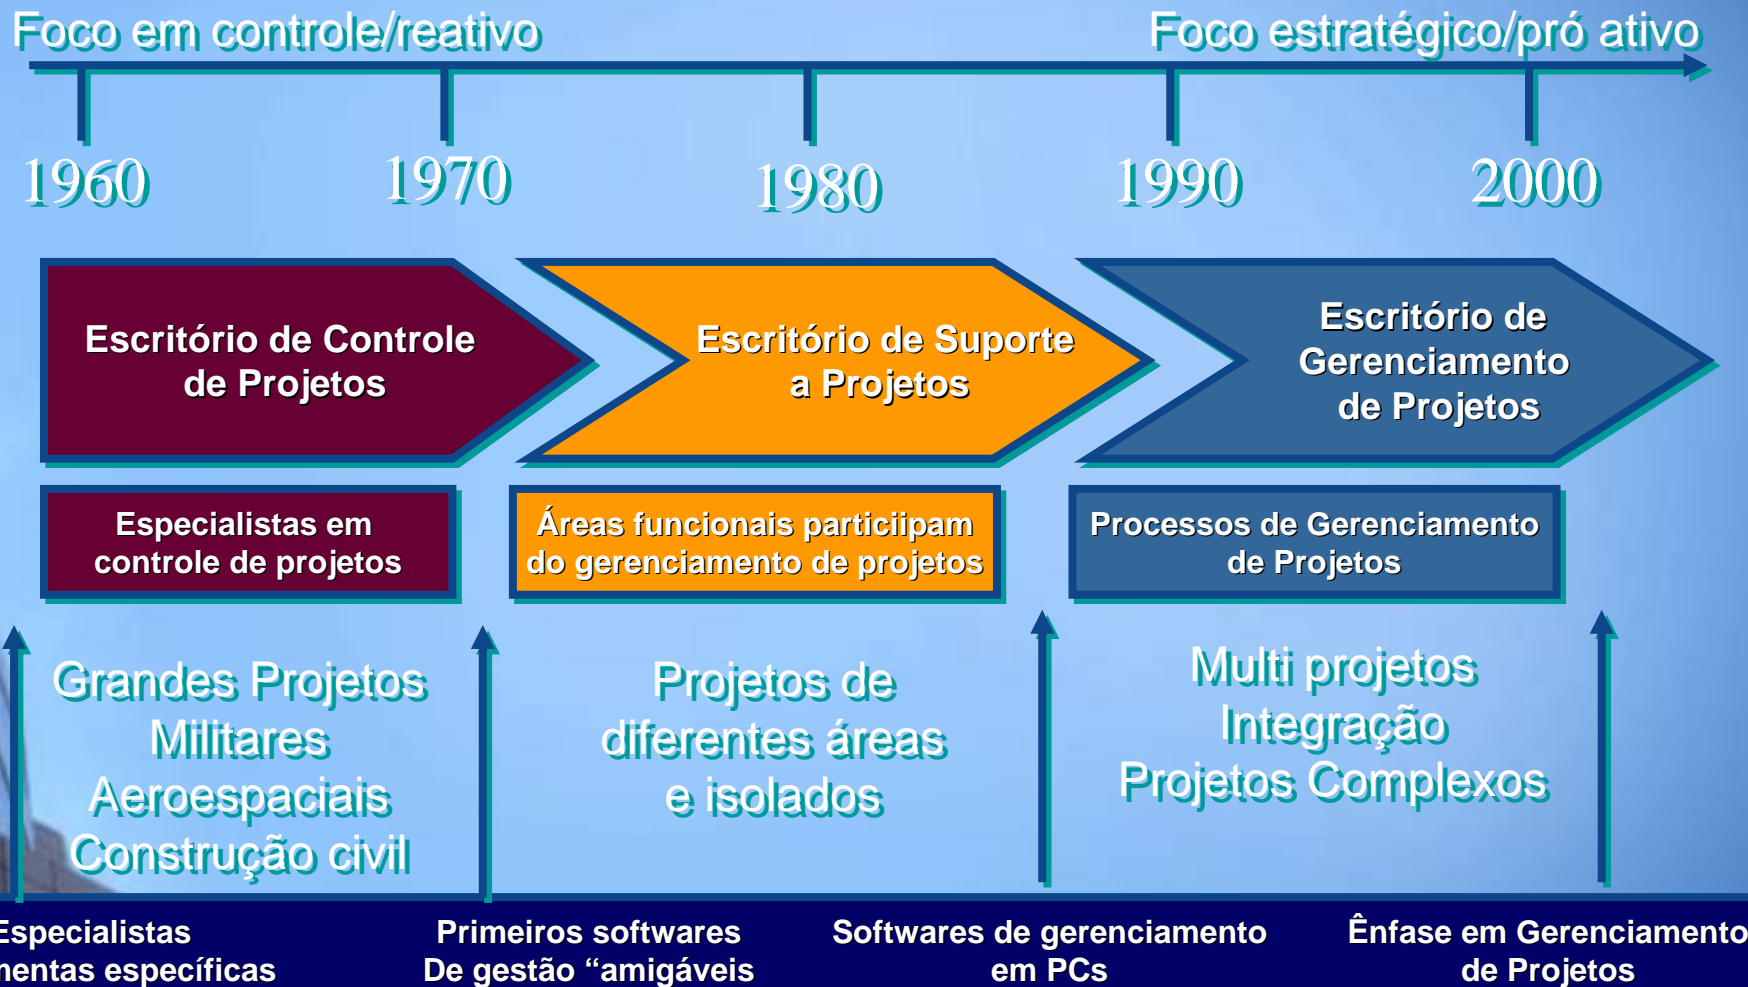 Foco em controle/reativo
Foco estratégico/pró ativo
1960
1970
1980
1990
2000
Escritório de Controle
de Projetos
Escritório de Suporte
a Projetos
Escritório de
Gerenciamento
de Projetos
Especialistas em
controle de projetos
Áreas funcionais particiipam
do gerenciamento de projetos
Processos de Gerenciamento
de Projetos
Grandes Projetos
Militares
Aeroespaciais
Construção civil
Projetos de
diferentes áreas
e isolados
Multi projetos
Integração
Projetos Complexos
Especialistas
específicas
Primeiros softwares
De gestão “amigáveis
Softwares de gerenciamento
em PCs
Ênfase em Gerenciamento
de Projetos